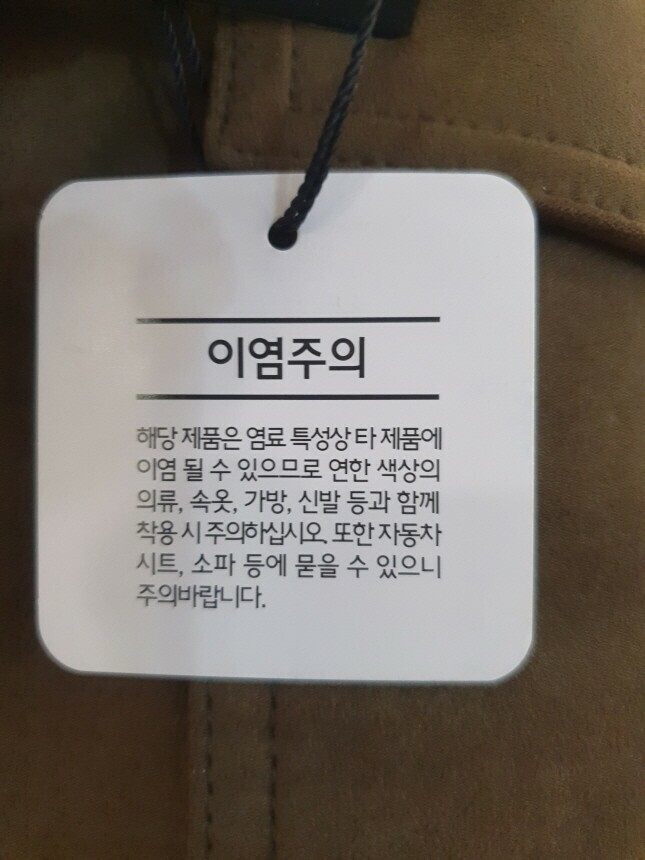 이염주의
해당 제품은 염료 특성상 타 제품에
이염 될 수 있으므로 연한 색상의
의류, 속옷, 가방, 신발 등과 함께
착용 시 주의하십시오. 또한 자동차
시트, 소파 등에 묻을 수 있으니
주의바랍니다.